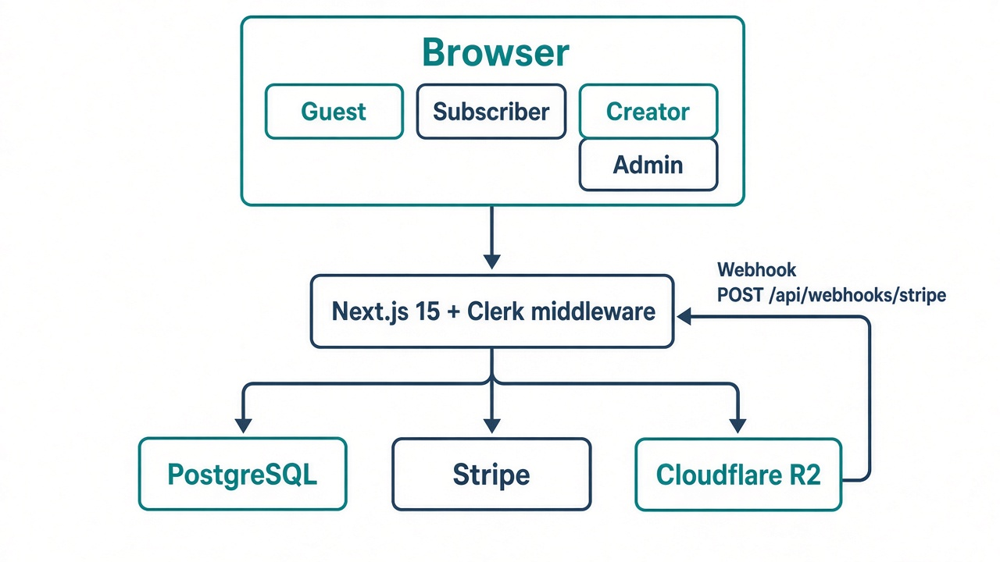 Browser
Guest
Subscriber
Creator
Admin
Webhook
POST /api/webhooks/stripe
Next.js 15 + Clerk middleware
PostgreSQL
Stripe
Cloudflare R2